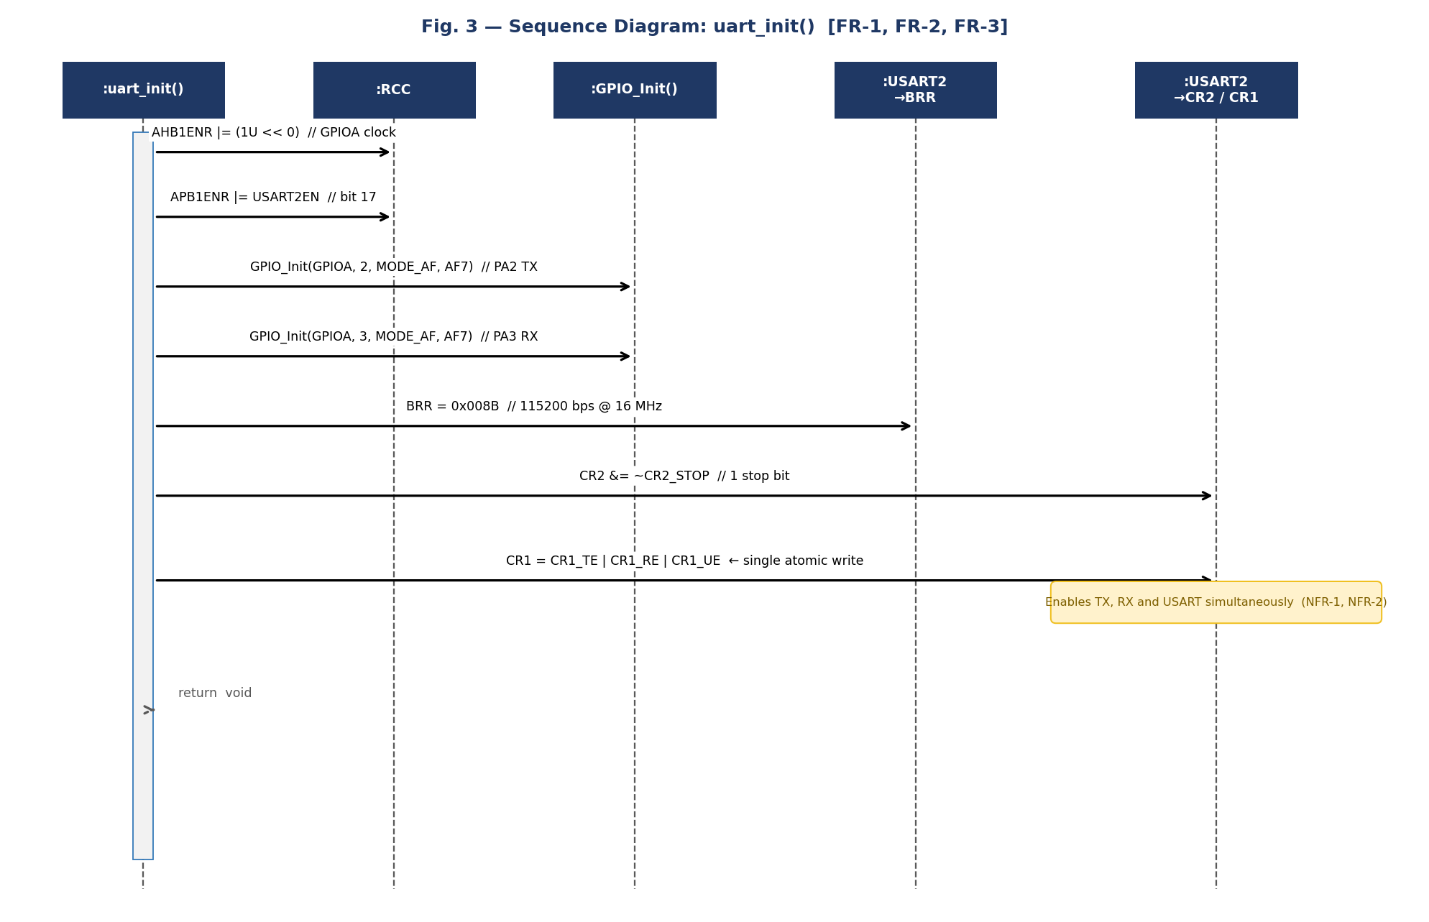 Fig. 3 — Sequence Diagram: uart_init()  [FR-1, FR-2, FR-3]
:uart_init()
:RCC
:GPIO_Init()
:USART2
→BRR
:USART2
→CR2 / CR1
AHB1ENR |= (1U << 0)  // GPIOA clock
APB1ENR |= USART2EN  // bit 17
GPIO_Init(GPIOA, 2, MODE_AF, AF7)  // PA2 TX
GPIO_Init(GPIOA, 3, MODE_AF, AF7)  // PA3 RX
BRR = 0x008B  // 115200 bps @ 16 MHz
CR2 &= ~CR2_STOP  // 1 stop bit
CR1 = CR1_TE | CR1_RE | CR1_UE  ← single atomic write
Enables TX, RX and USART simultaneously  (NFR-1, NFR-2)
return  void